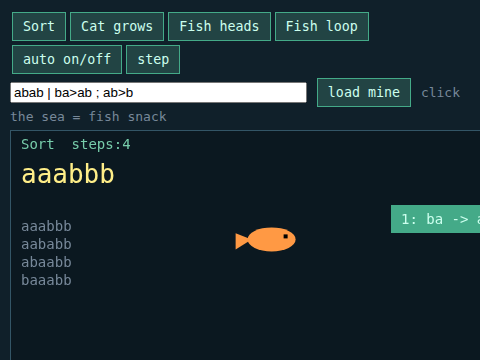 Sort Cat grows Fish heads Fish loop
auto on/off step
abab | ba>ab ; ab>b load mine click
the sea = fish snack
Sort steps:4
aaabbb
1: ba ->
aaabbb
aababb
abaabb
baaabb